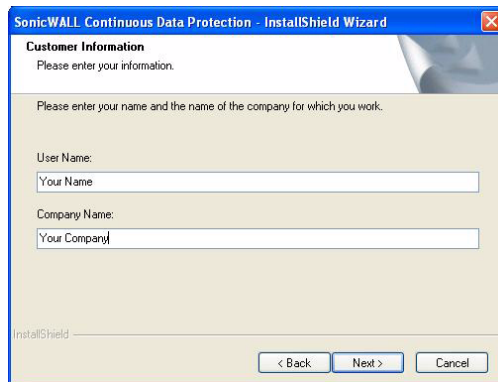 SonicWALL Continuous Data Protection - InstallShield Wizard
Customer Information
Please enter your information.
Please enter your name and the name of the company for which you work.
User Name:
Your Name
Company Name:
Your Company
InstallShield
< Back
Next >
Cancel